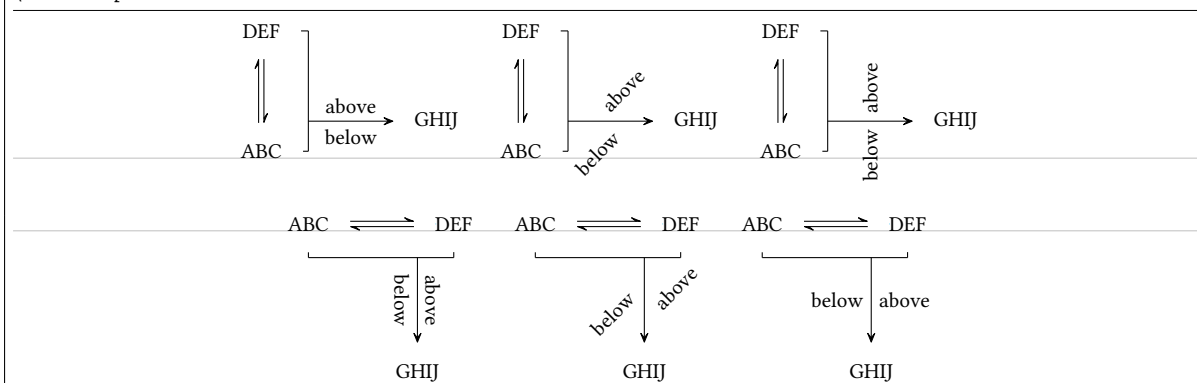 DEF DEF DEF
above above above
GHIJ GHIJ GHIJ
below below below
ABC ABC ABC
ABC DEF ABC DEF ABC DEF
below above below above below above
GHIJ GHIJ GHIJ